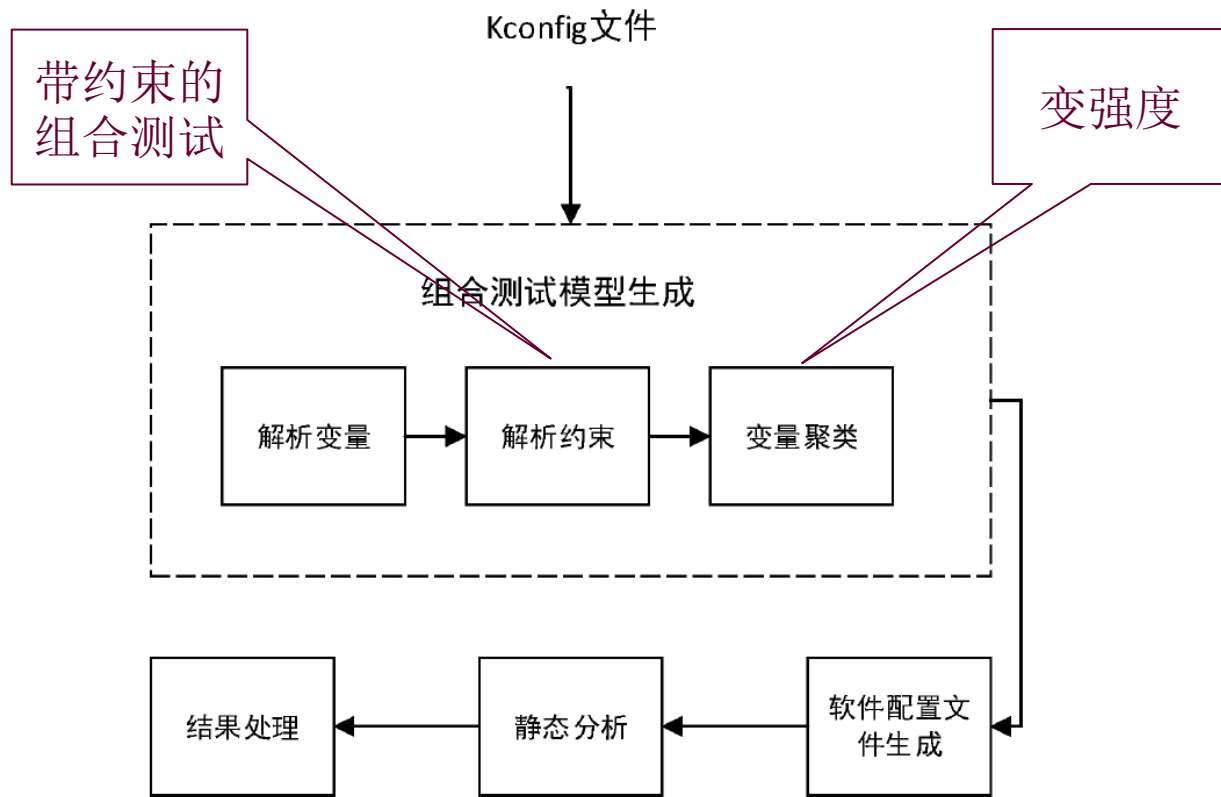 Kconfig文件
带约束的
组合测试
变强度
组合测试模型生成
解析变量
解析约束
变量聚类
结果处理
静态分析
软件配置文
件生成